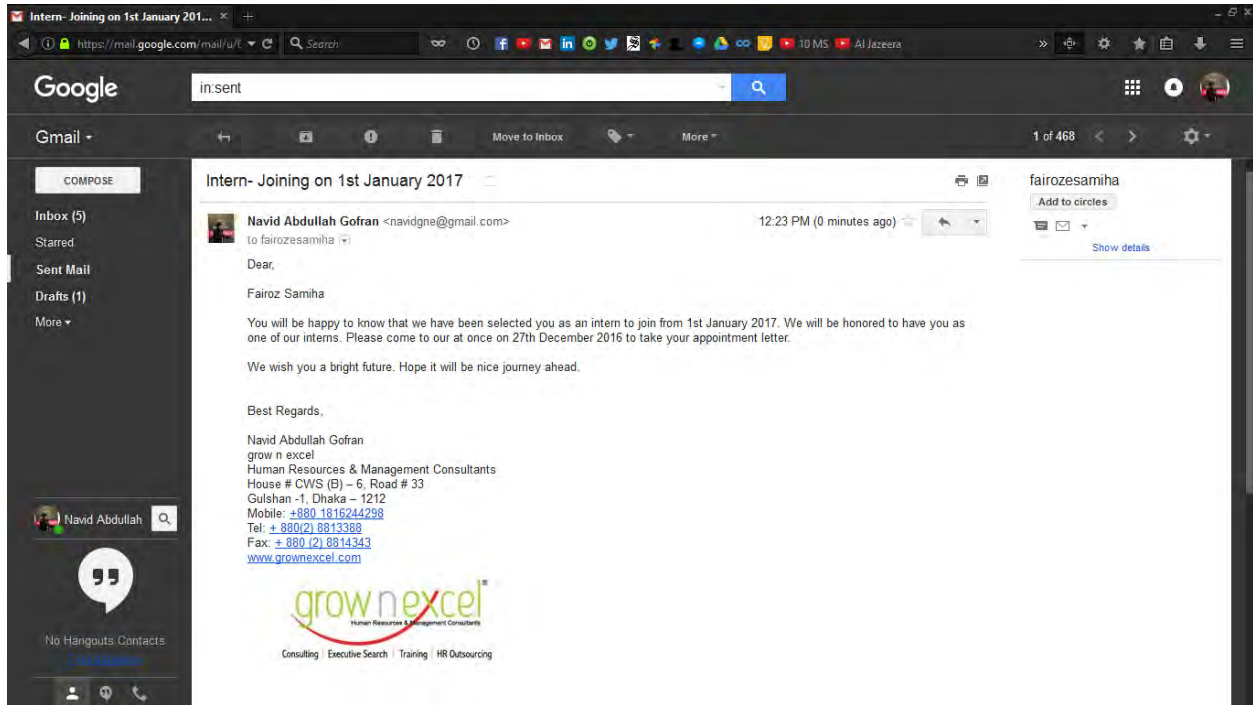 Intern- Joining on 1st January 201...
https://mail.google.com/mail/u/
Search
10 MS
Al Jazeera
Google
in:sent
Gmail
Move to Inbox
More
1 of 468
COMPOSE
Inbox (5)
Starred
Sent Mail
Drafts (1)
More
Intern- Joining on 1st January 2017
Navid Abdullah Gofran <navidgne@gmail.com>
12:23 PM (0 minutes ago)
to fairozesamiha
Dear,
Fairoz Samiha
You will be happy to know that we have been selected you as an intern to join from 1st January 2017. We will be honored to have you as
one of our interns. Please come to our at once on 27th December 2016 to take your appointment letter.
We wish you a bright future. Hope it will be nice journey ahead.
Best Regards,
Navid Abdullah Gofran
grow n excel
Human Resources & Management Consultants
House # CWS (B) – 6, Road # 33
Gulshan -1, Dhaka – 1212
Mobile: +880 1816244298
Tel: + 880(2) 8813388
Fax: + 880 (2) 8814343
www.grownexcel.com
grow n excel®
Human Resources & Management Consultants
Consulting | Executive Search | Training | HR Outsourcing
fairozesamiha
Add to circles
Show details
Navid Abdullah
No Hangouts Contacts